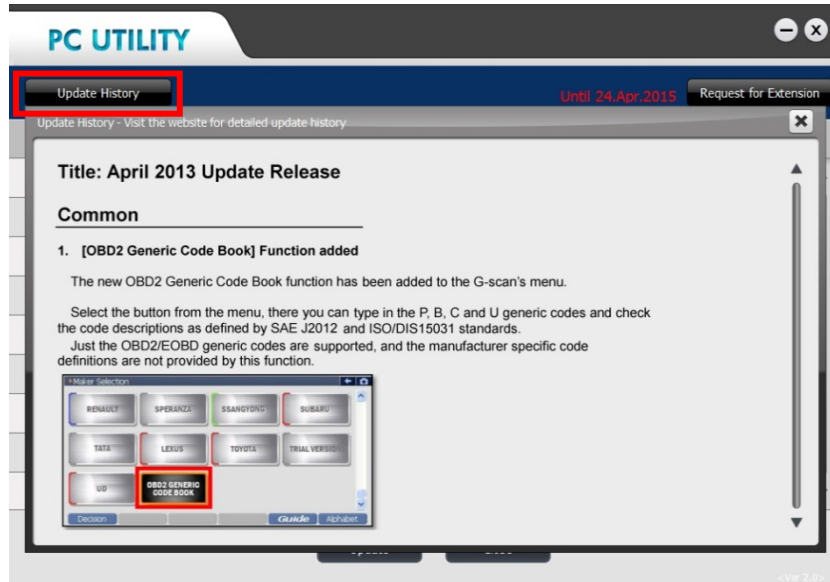 PC UTILITY
Update History
Until 24.Apr.2015
Request for Extension
Update History - Visit the website for detailed update history
Title: April 2013 Update Release
Common
1. [OBD2 Generic Code Book] Function added
The new OBD2 Generic Code Book function has been added to the G-scan's menu.
Select the button from the menu, there you can type in the P, B, C and U generic codes and check
the code descriptions as defined by SAE J2012 and ISO/DIS15031 standards.
Just the OBD2/EOBD generic codes are supported, and the manufacturer specific code
definitions are not provided by this function.
Maker Selection
RENAULT SPERANZA SSANGYONG SUBARU
TATA LEXUS TOYOTA TRIAL VERSION
UD OBD2 GENERIC
CODE BOOK
Decision Guide Alphabet
<Ver 2.0>